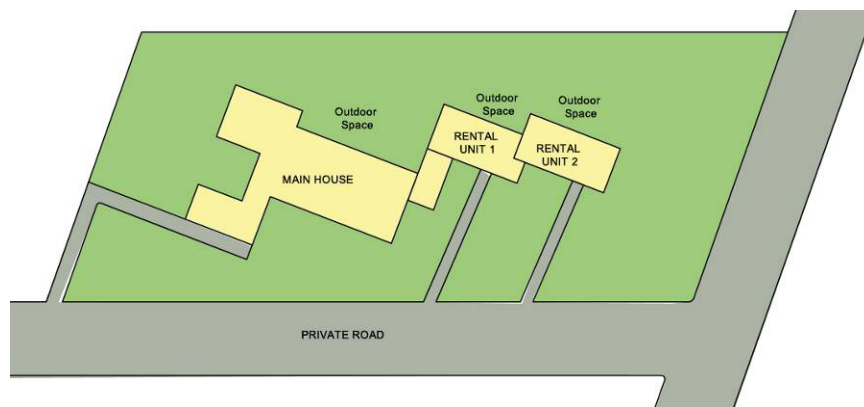 Outdoor
Space
Outdoor
Space
Outdoor
Space
RENTAL
UNIT 1
RENTAL
UNIT 2
MAIN HOUSE
PRIVATE ROAD